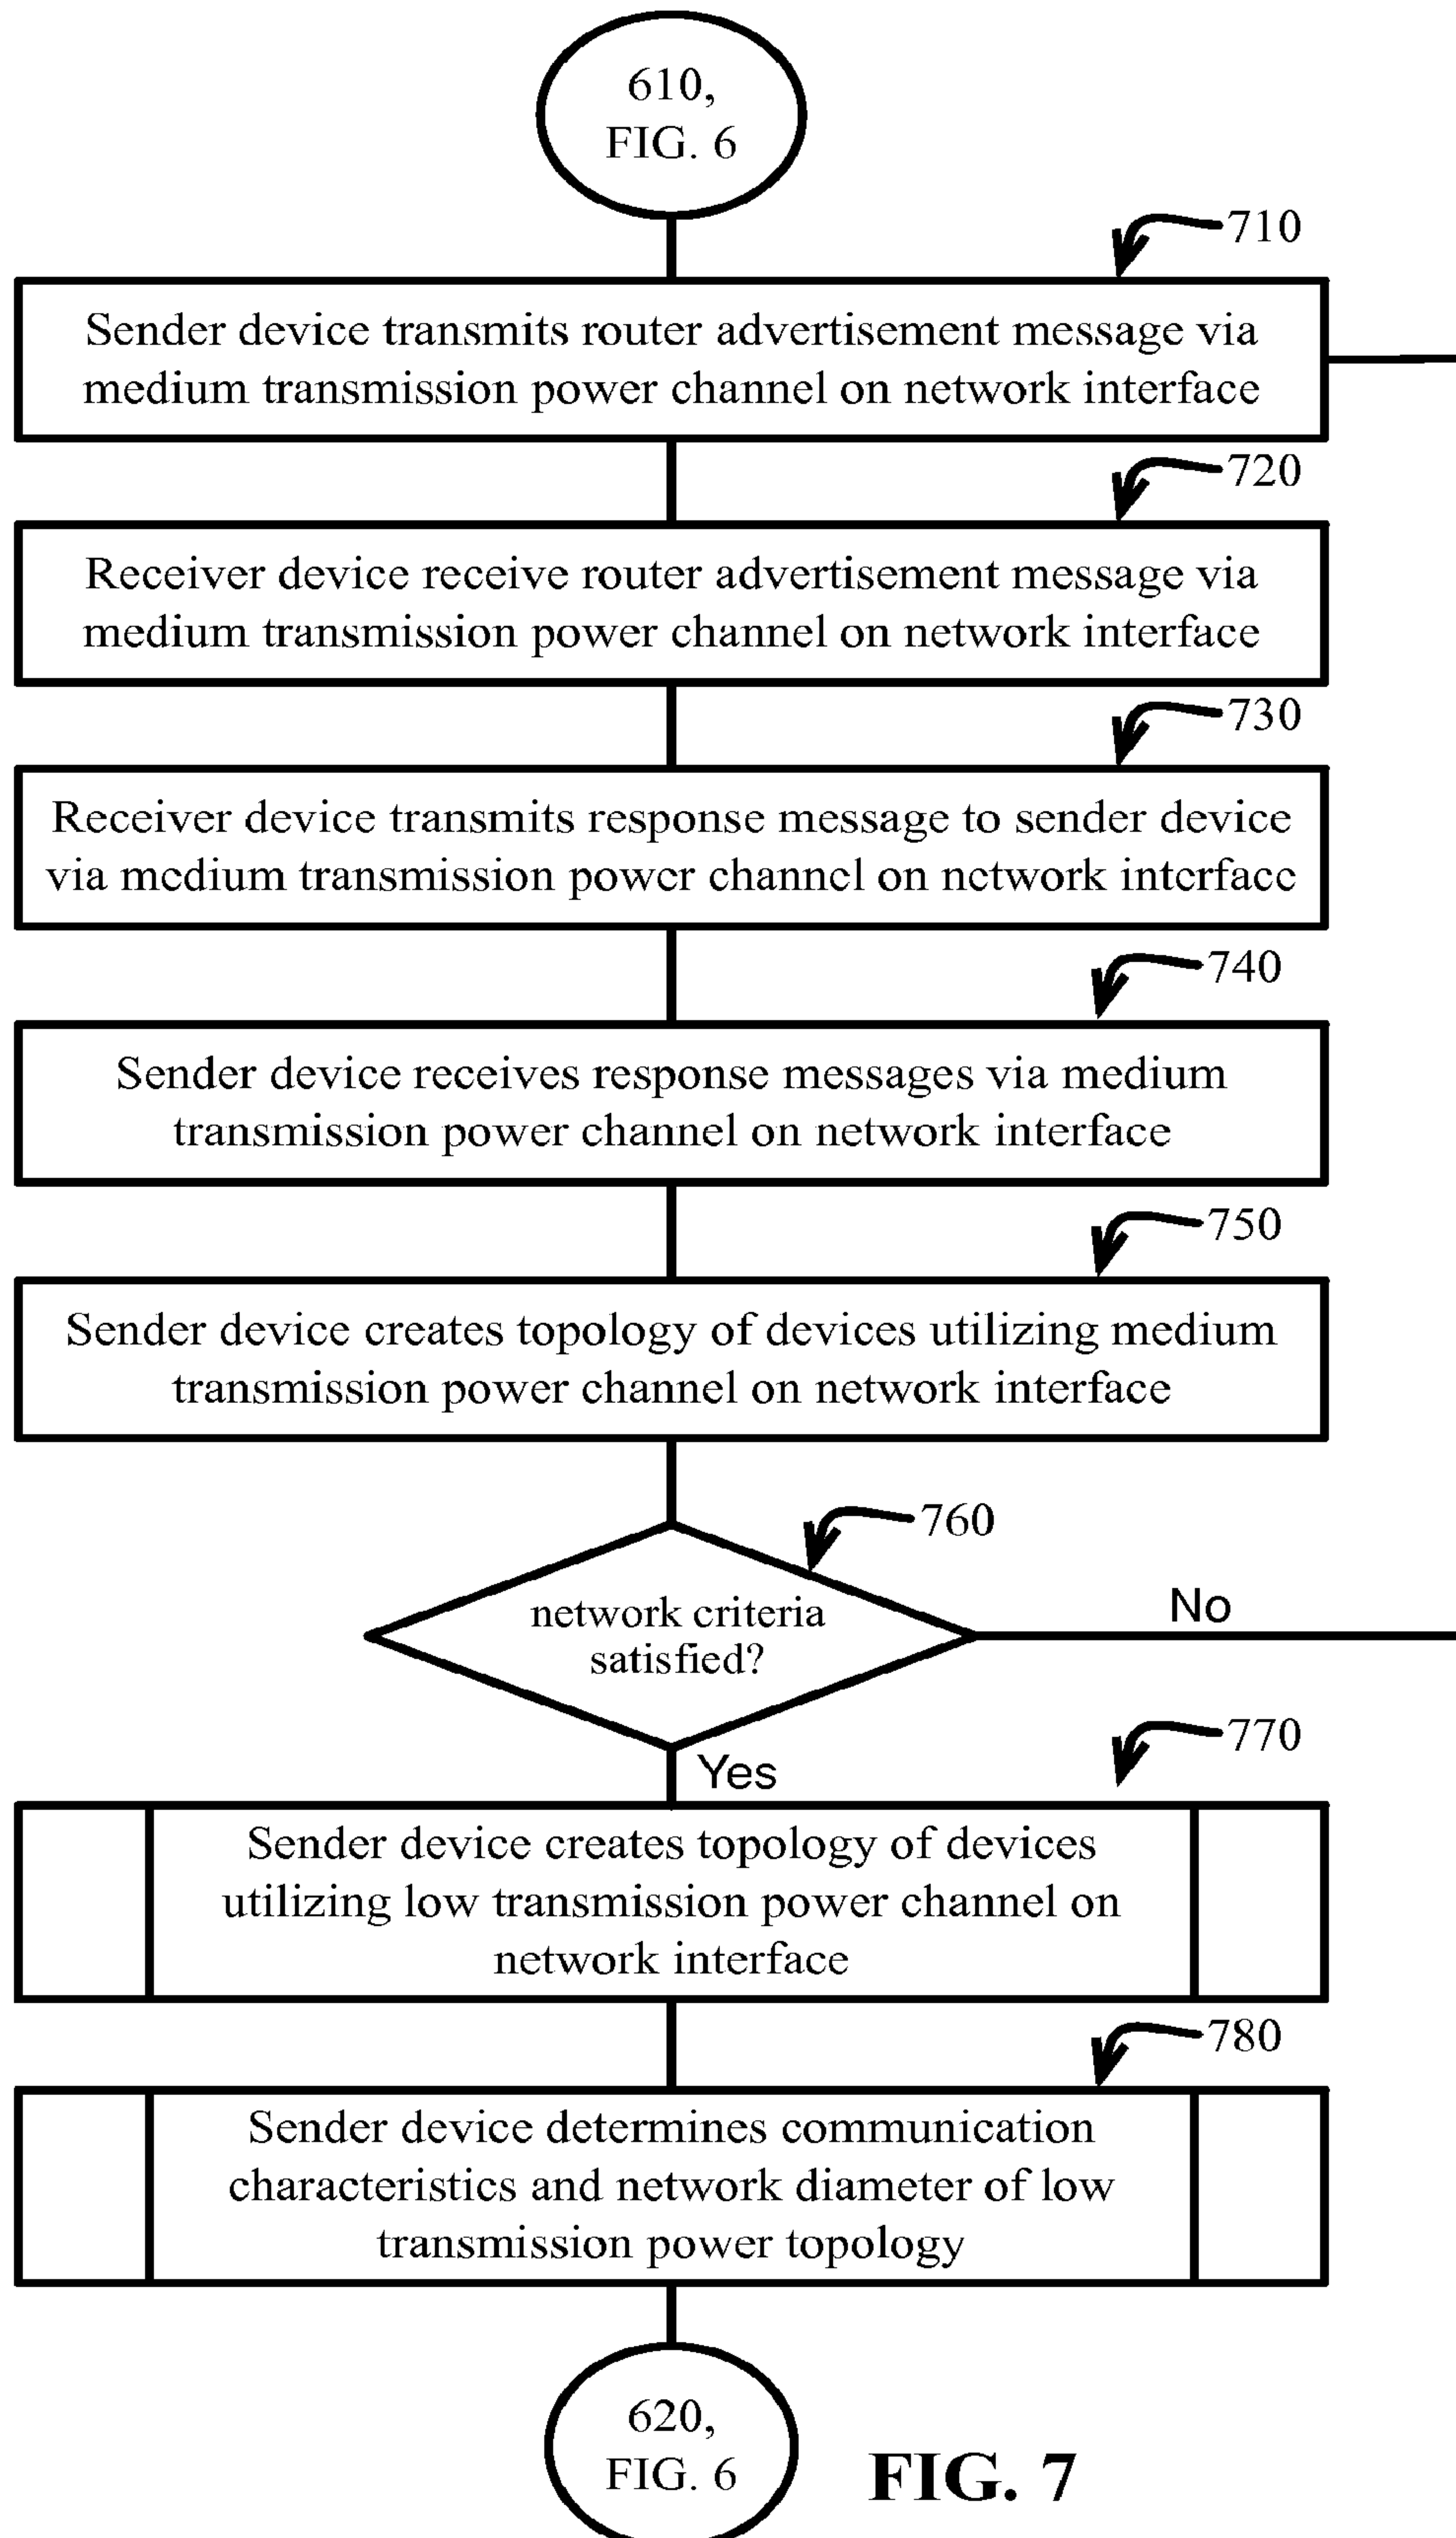 610,
FIG. 6
710
Sender device transmits router advertisement message via
medium transmission power channel on network interface
720
Receiver device receive router advertisement message via
medium transmission power channel on network interface
730
Receiver device transmits response message to sender device
via medium transmission power channel on network interface
740
Sender device receives response messages via medium
transmission power channel on network interface
750
Sender device creates topology of devices utilizing medium
transmission power channel on network interface
760
network criteria
satisfied?
No
Yes
770
Sender device creates topology of devices
utilizing low transmission power channel on
network interface
780
Sender device determines communication
characteristics and network diameter of low
transmission power topology
620,
FIG. 6
FIG. 7